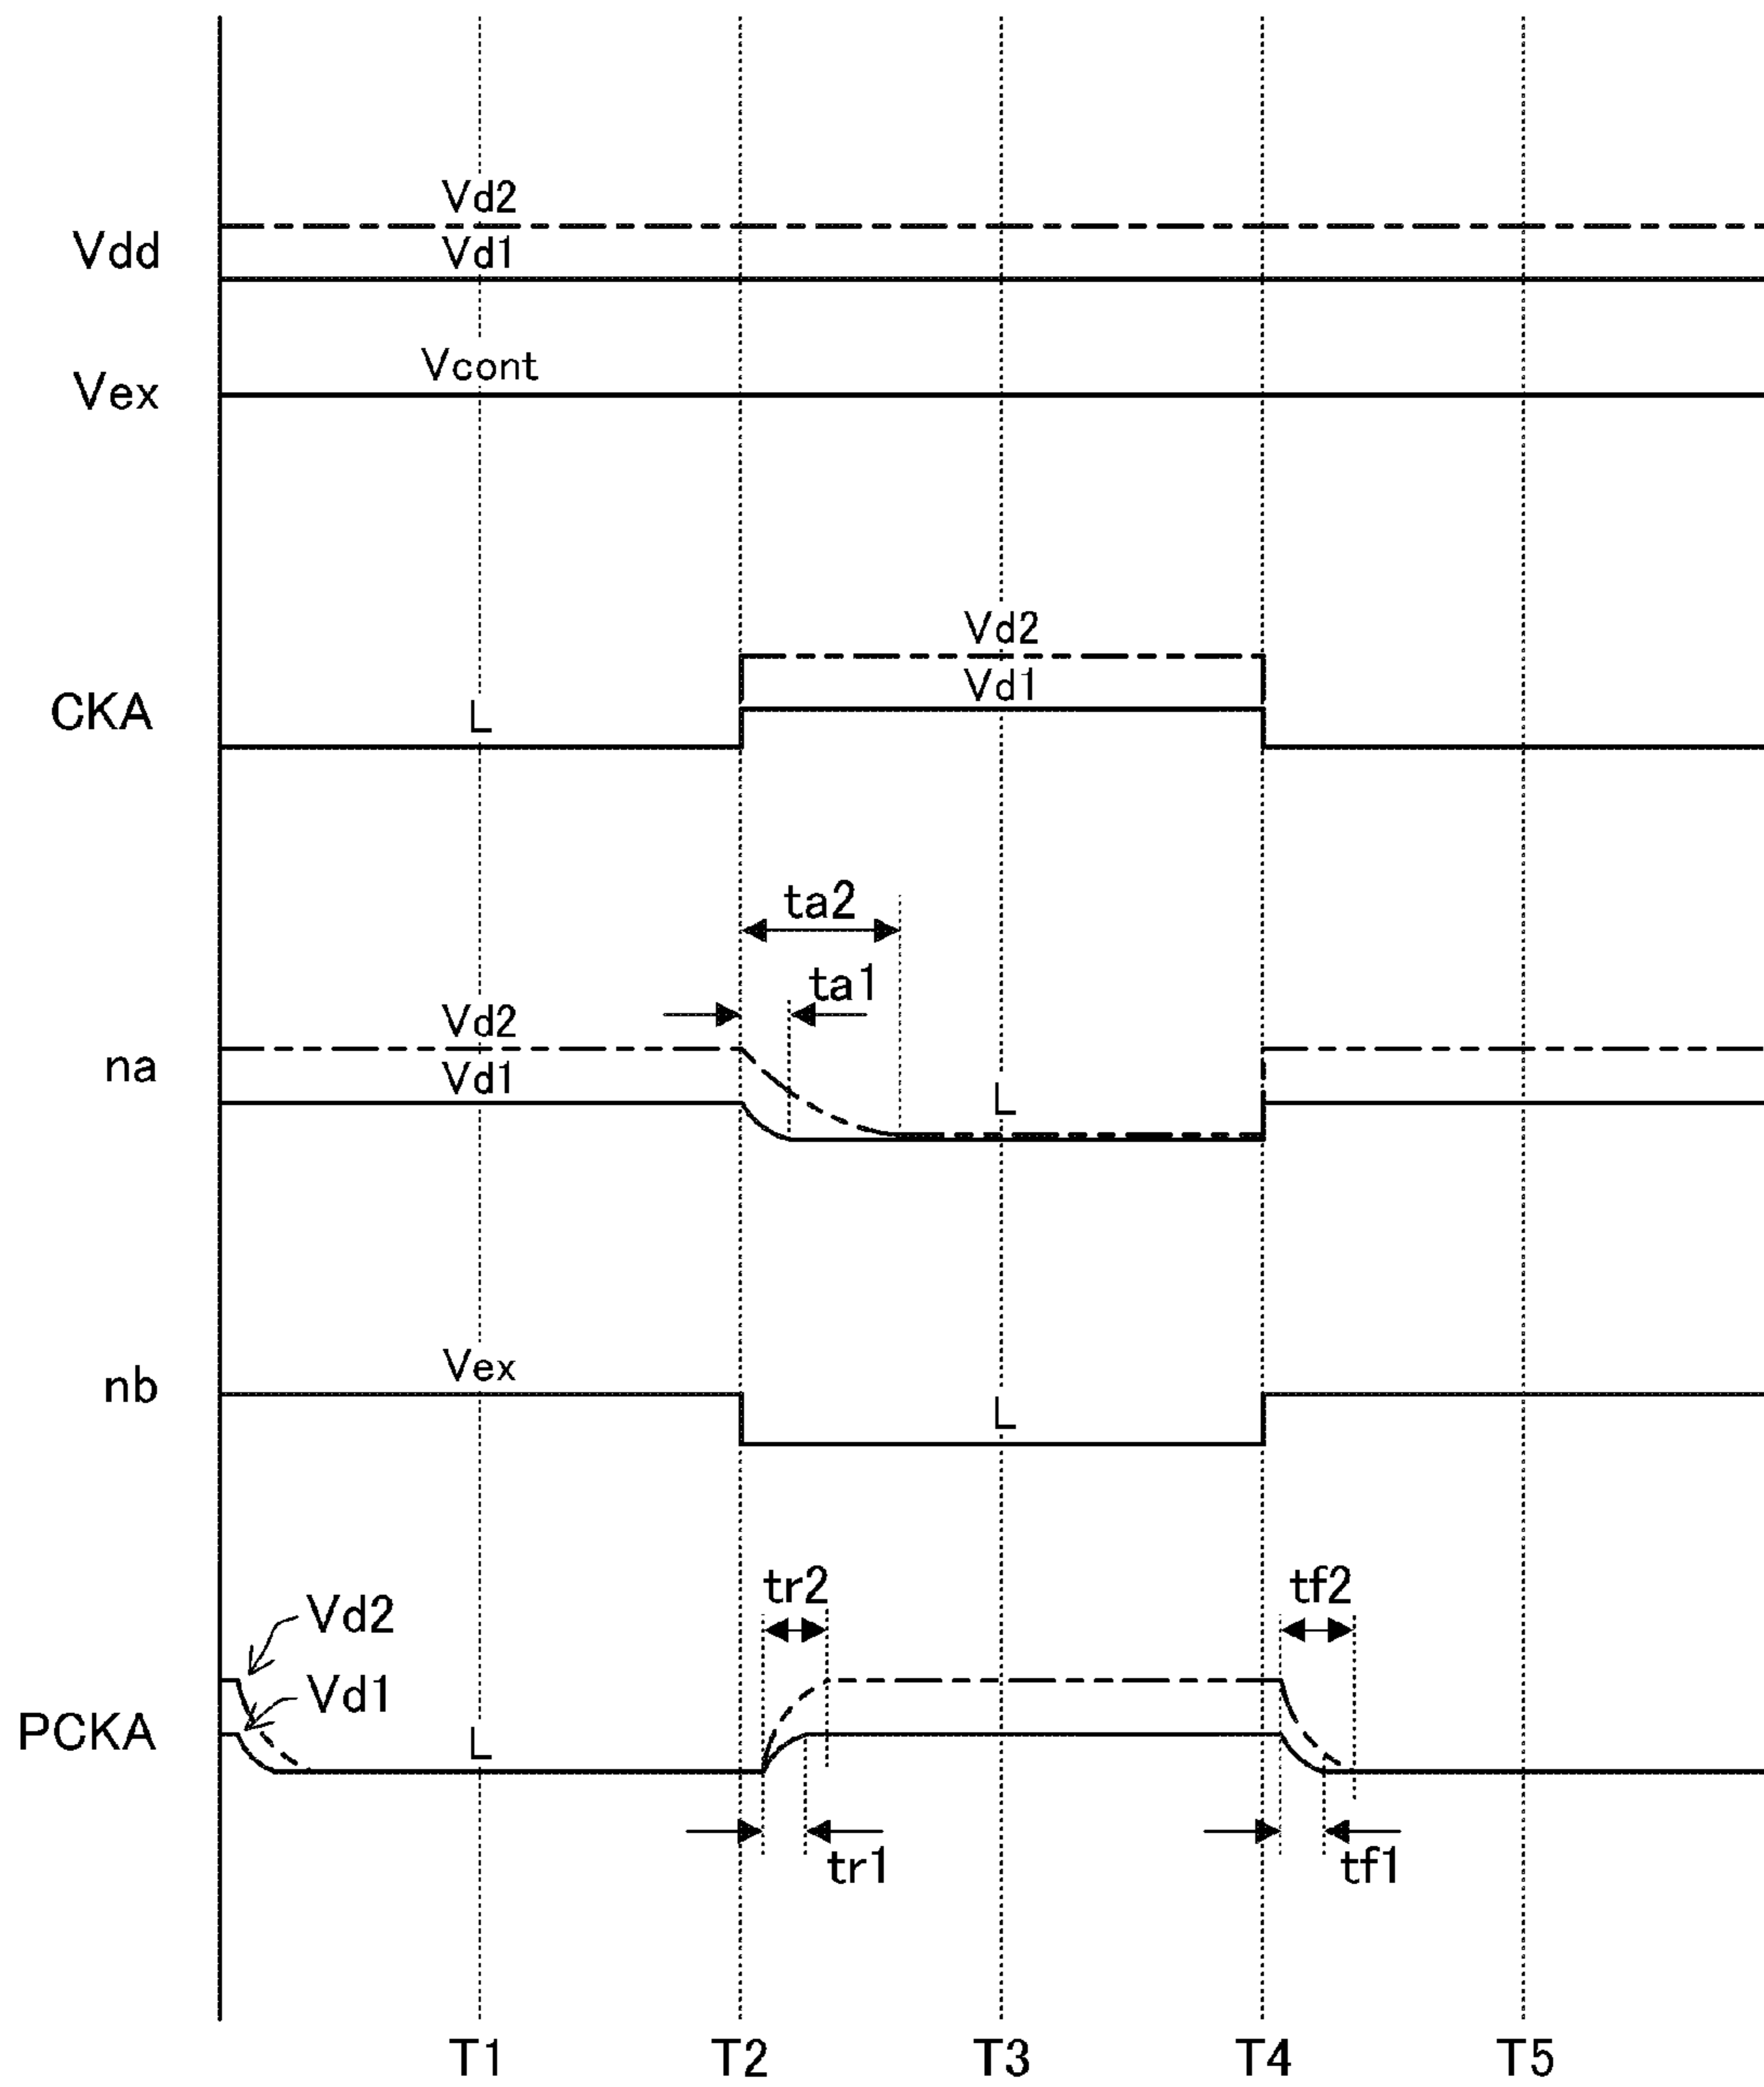 Vd2
Vdd
Vd1
Vcont
Vex
Vd2
Vd1
CKA
L
ta2
ta1
Vd2
na
Vd1
L
Vex
nb
L
tr2
tf2
Vd2
Vd1
PCKA
L
tr1
tf1
T1 T2 T3 T4 T5